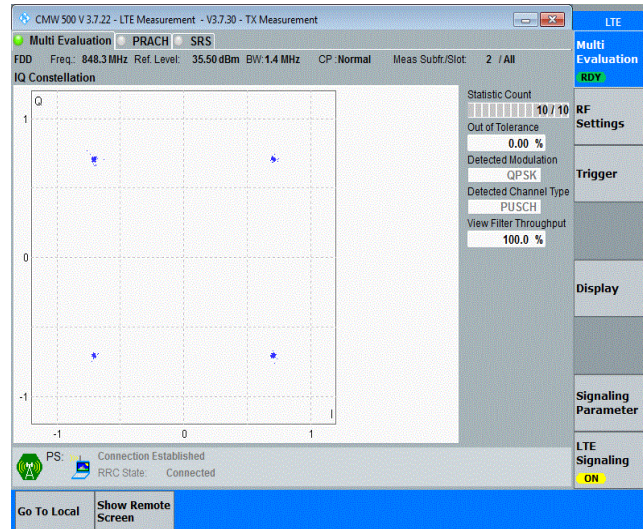 CMW 500 V 3.7.22 - LTE Measurement - V3.7.30 - TX Measurement
LTE
Multi Evaluation PRACH SRS
Multi
Evaluation
RDY
FDD Freq.: 848.3 MHz Ref. Level: 35.50 dBm BW: 1.4 MHz CP : Normal Meas Subfr./Slot: 2 / All
IQ Constellation
Q
1
0
-1
-1 0 1
I
Statistic Count
10 / 10
Out of Tolerance
0.00 %
Detected Modulation
QPSK
Detected Channel Type
PUSCH
View Filter Throughput
100.0 %
RF
Settings
Trigger
Display
Signaling
Parameter
LTE
Signaling
ON
PS: Connection Established
RRC State: Connected
Go To Local
Show Remote
Screen